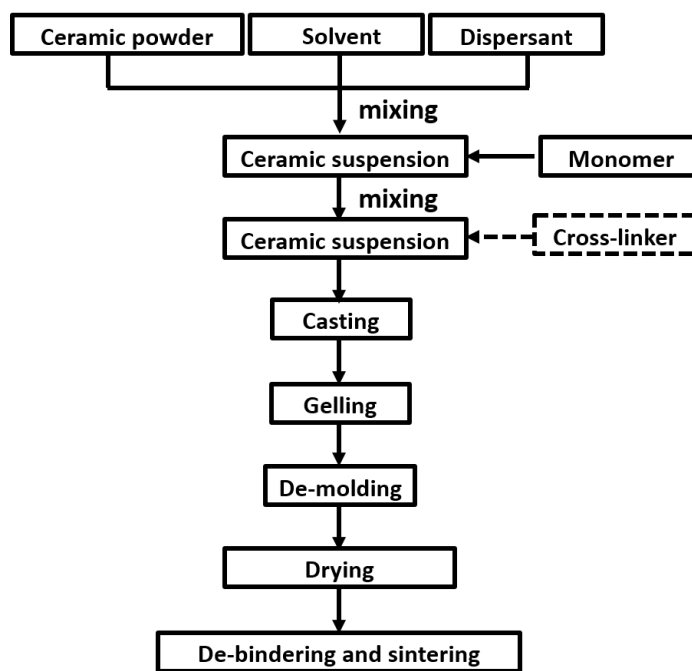 Ceramic powder
Solvent
Dispersant
mixing
Ceramic suspension
Monomer
mixing
Ceramic suspension
Cross-linker
Casting
Gelling
De-molding
Drying
De-bindering and sintering